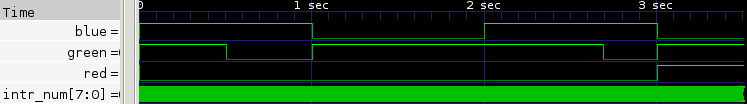 Time
0 1 sec 2 sec 3 sec
blue =
green =
red =
intr_num[7:0] =